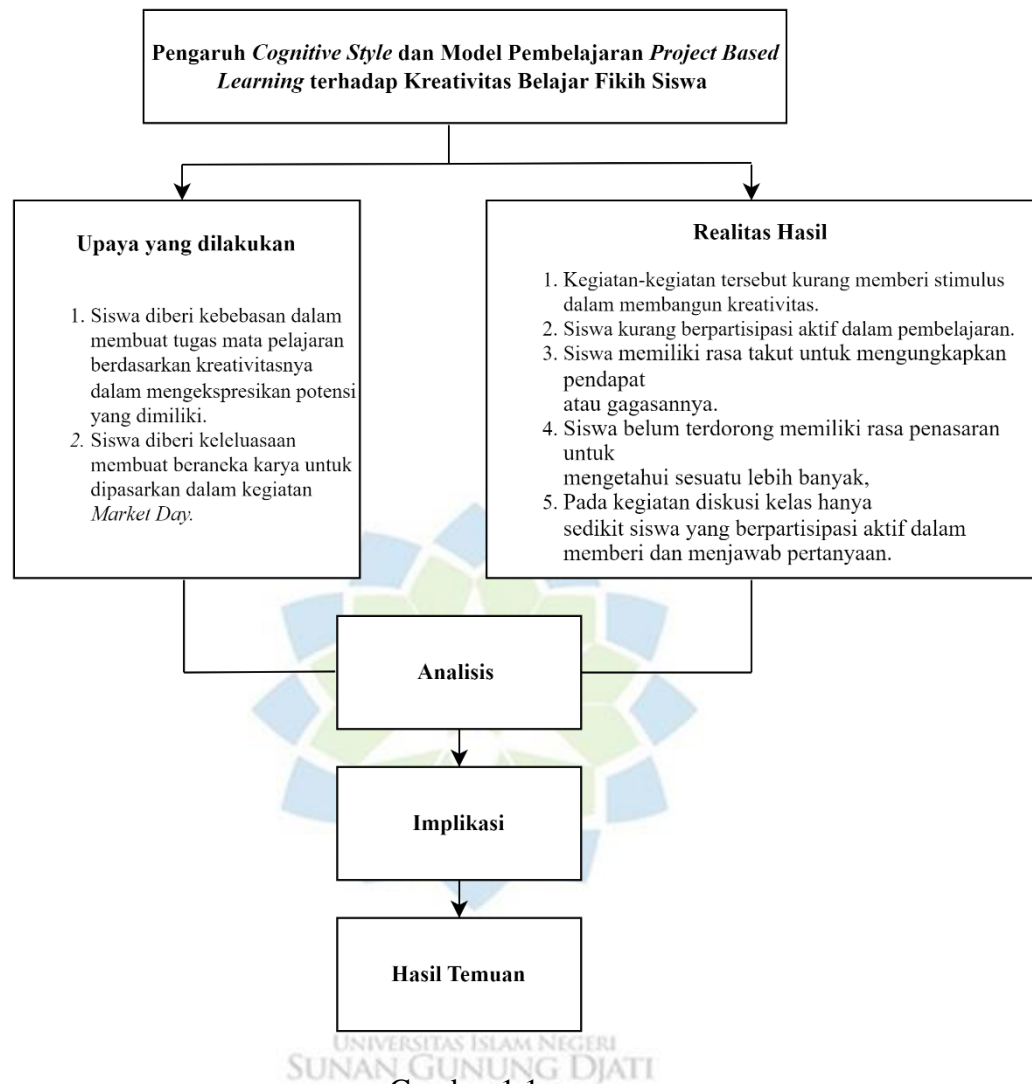 Pengaruh Cognitive Style dan Model Pembelajaran Project Based
Learning terhadap Kreativitas Belajar Fikih Siswa
Upaya yang dilakukan
1. Siswa diberi kebebasan dalam
membuat tugas mata pelajaran
berdasarkan kreativitasnya
dalam mengekspresikan potensi
yang dimiliki.
2. Siswa diberi keleluasaan
membuat beraneka karya untuk
dipasarkan dalam kegiatan
Market Day.
Realitas Hasil
1. Kegiatan-kegiatan tersebut kurang memberi stimulus
dalam membangun kreativitas.
2. Siswa kurang berpartisipasi aktif dalam pembelajaran.
3. Siswa memiliki rasa takut untuk mengungkapkan
pendapat
atau gagasannya.
4. Siswa belum terdorong memiliki rasa penasaran
untuk
mengetahui sesuatu lebih banyak,
5. Pada kegiatan diskusi kelas hanya
sedikit siswa yang berpartisipasi aktif dalam
memberi dan menjawab pertanyaan.
Analisis
Implikasi
Hasil Temuan
UNIVERSITAS ISLAM NEGERI
SUNAN GUNUNG DJATI